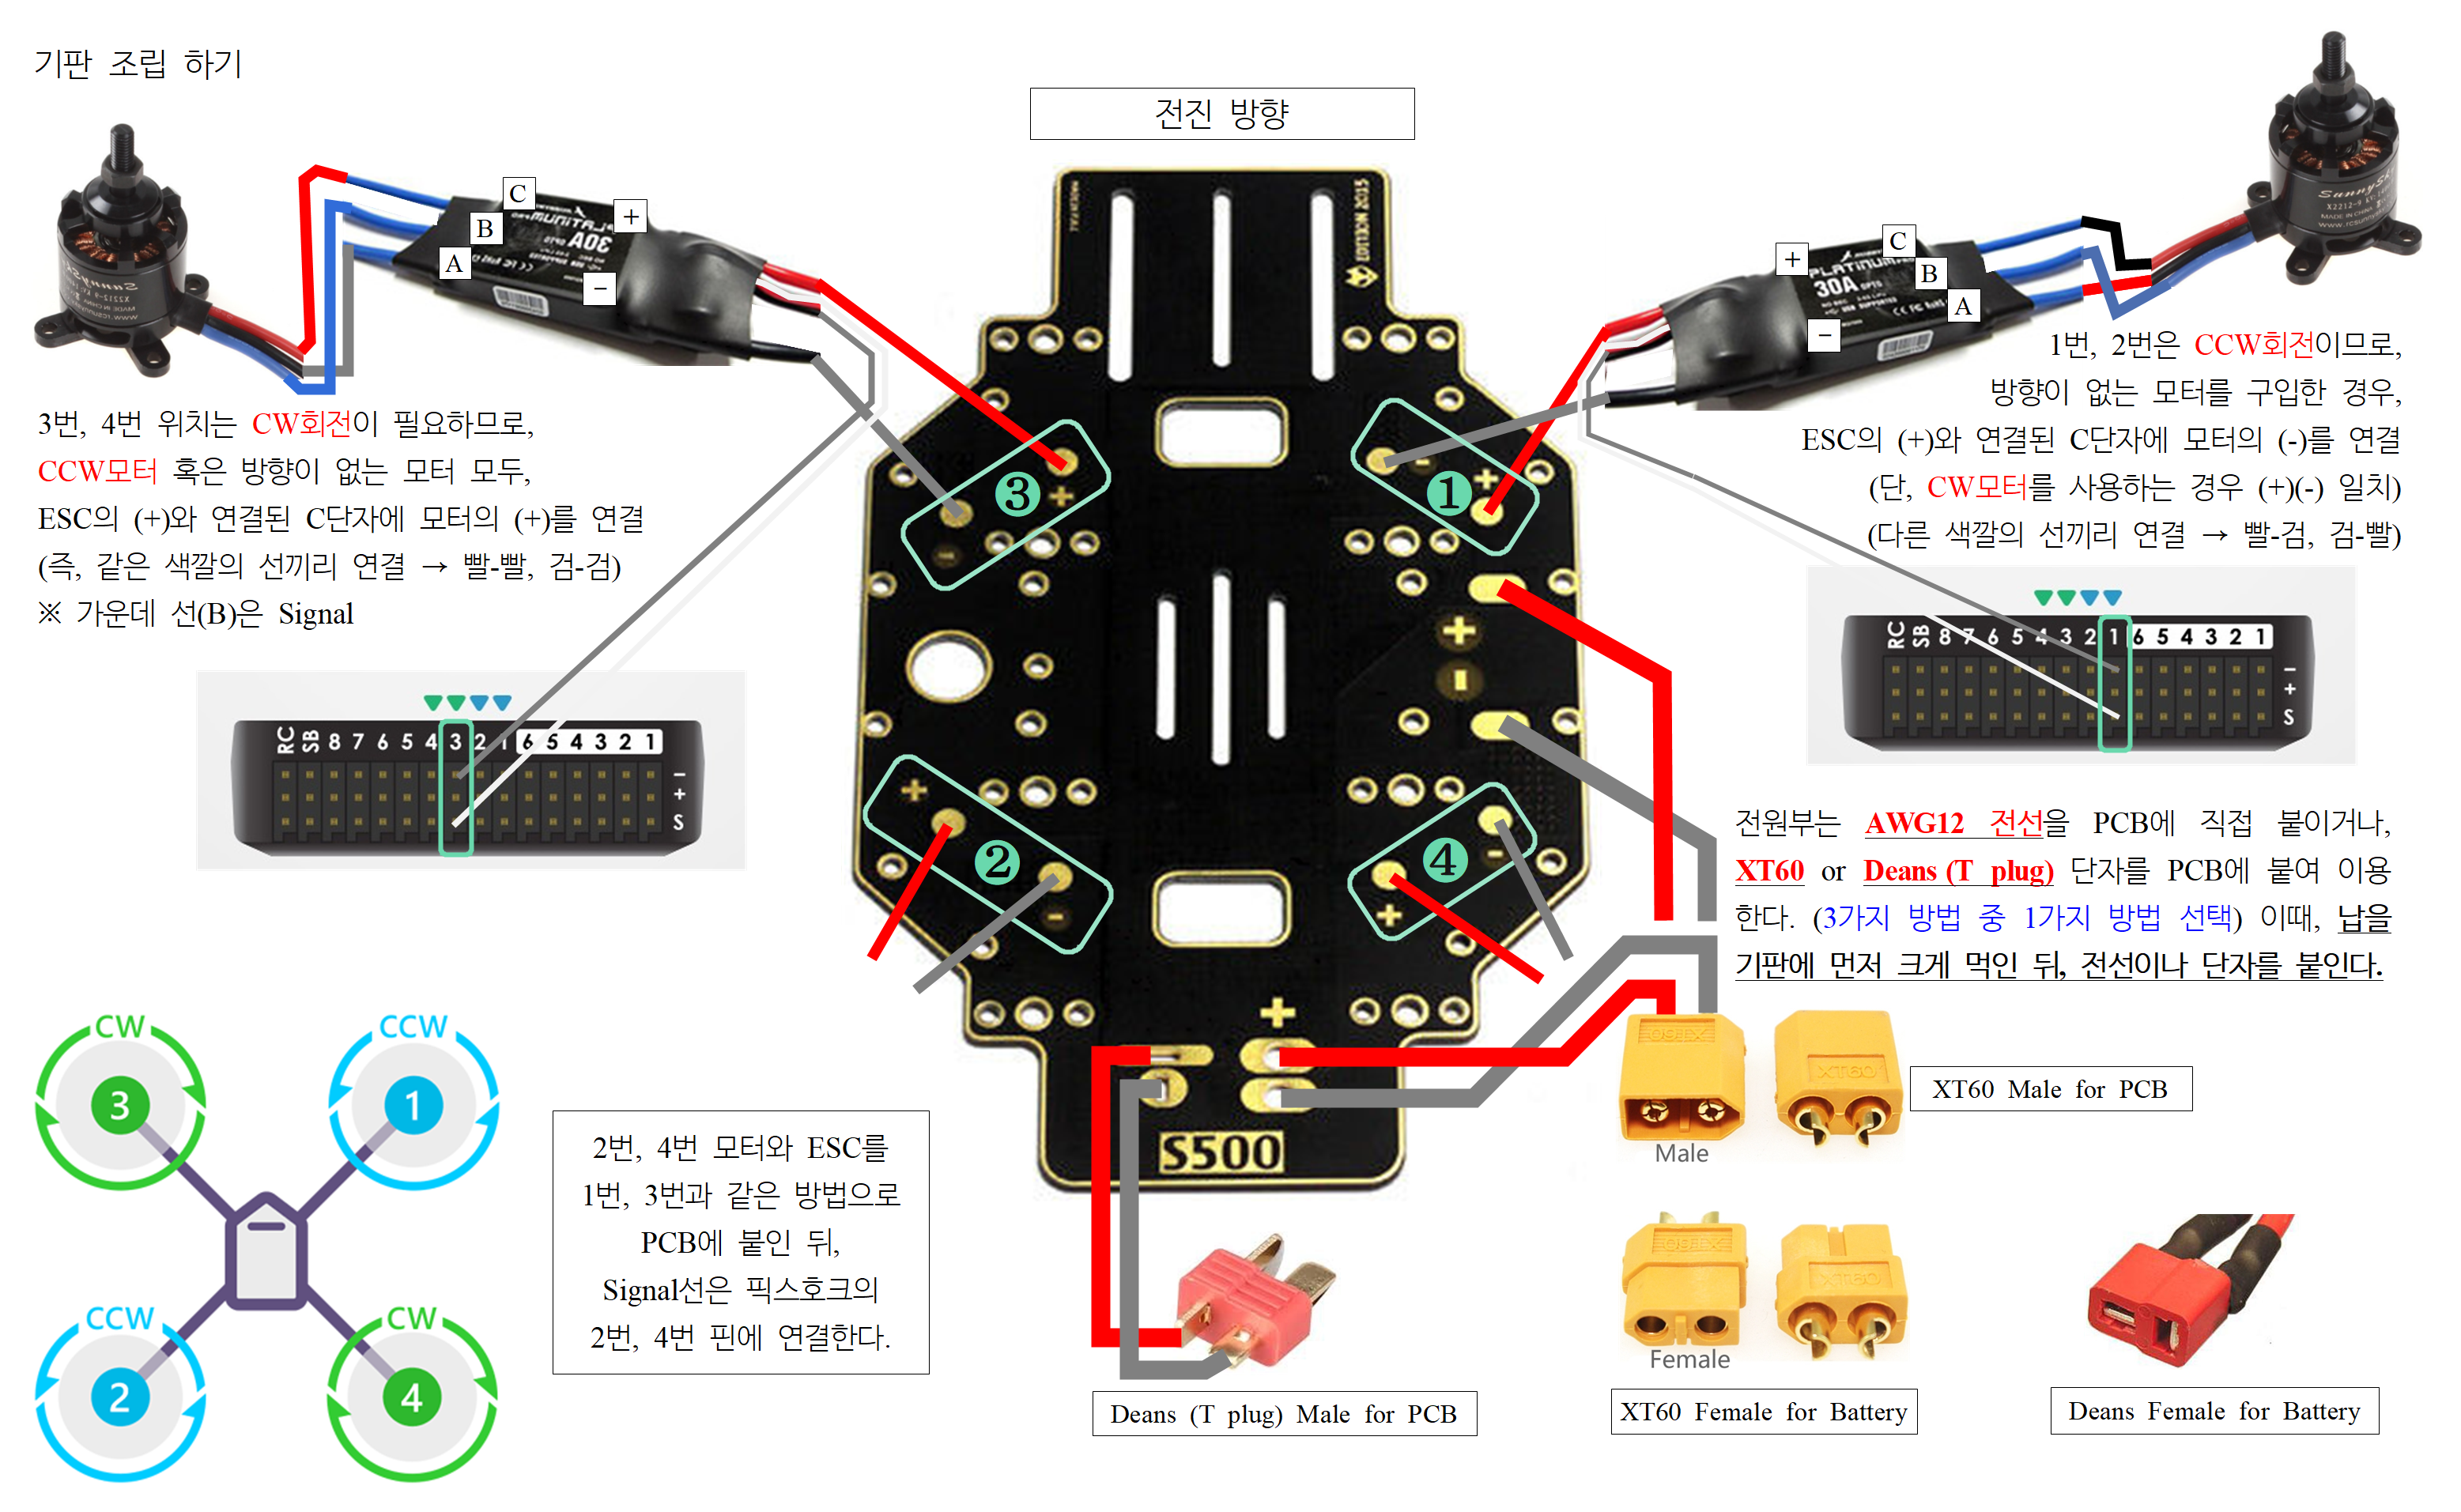 기판 조립 하기
전진 방향
C
B
A
+
−
30A OPTO
+
−
C
B
A
PLATINUM
30A OPTO
SunnySky
X2212-9
MADE IN CHINA
3번, 4번 위치는 CW회전이 필요하므로,
CCW모터 혹은 방향이 없는 모터 모두,
ESC의 (+)와 연결된 C단자에 모터의 (+)를 연결
(즉, 같은 색깔의 선끼리 연결 → 빨-빨, 검-검)
※ 가운데 선(B)은 Signal
1번, 2번은 CCW회전이므로,
방향이 없는 모터를 구입한 경우,
ESC의 (+)와 연결된 C단자에 모터의 (-)를 연결
(단, CW모터를 사용하는 경우 (+)(-) 일치)
(다른 색깔의 선끼리 연결 → 빨-검, 검-빨)
3
+
-
1
-
+
+
-
+
2
-
4
-
+
+
S500
RC SB 8 7 6 5 4 3 2 1 6 5 4 3 2 1
−
+
S
RC SB 8 7 6 5 4 3 2 1 6 5 4 3 2 1
−
+
S
전원부는 AWG12 전선을 PCB에 직접 붙이거나,
XT60 or Deans (T plug) 단자를 PCB에 붙여 이용
한다. (3가지 방법 중 1가지 방법 선택) 이때, 납을
기판에 먼저 크게 먹인 뒤, 전선이나 단자를 붙인다.
CW
3
CCW
1
CCW
2
CW
4
2번, 4번 모터와 ESC를
1번, 3번과 같은 방법으로
PCB에 붙인 뒤,
Signal선은 픽스호크의
2번, 4번 핀에 연결한다.
XT60
XT60
Male
XT60 Male for PCB
XT60
XT60
Female
Deans (T plug) Male for PCB
XT60 Female for Battery
Deans Female for Battery